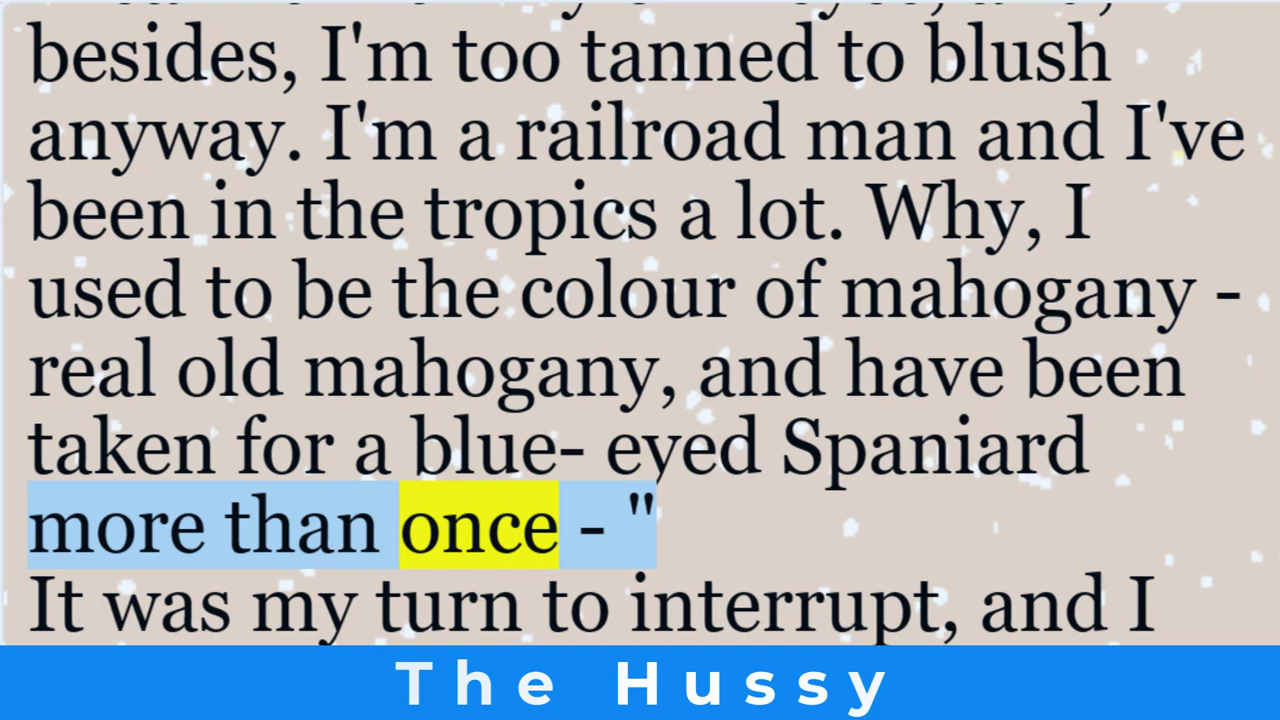 besides, I'm too tanned to blush
anyway. I'm a railroad man and I've
been in the tropics a lot. Why, I
used to be the colour of mahogany -
real old mahogany, and have been
taken for a blue- eyed Spaniard
more than once - "
It was my turn to interrupt, and I
The Hussy